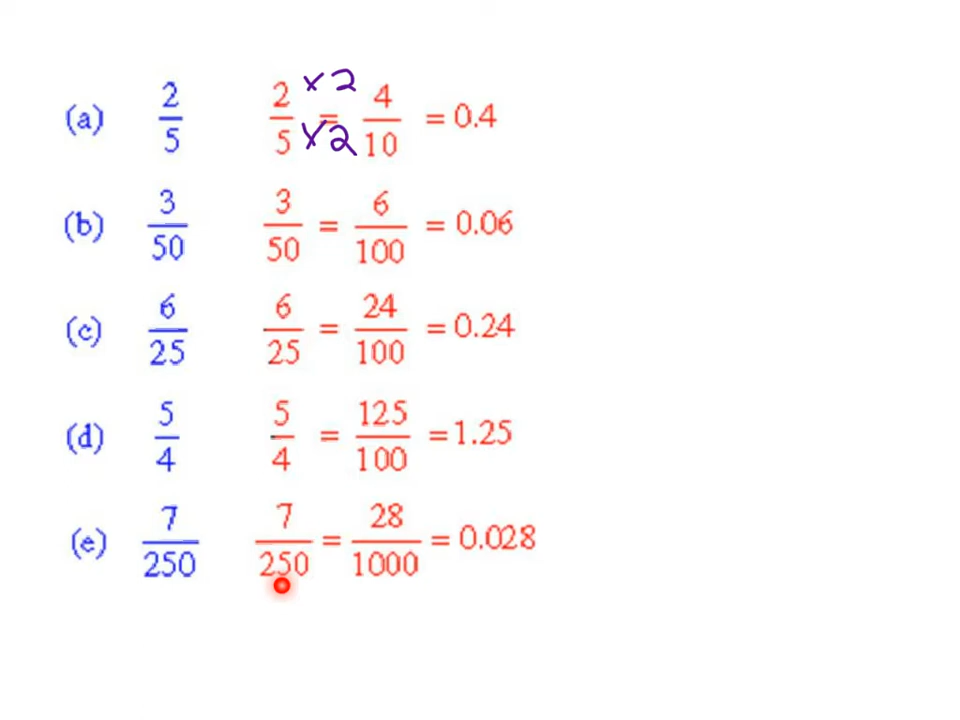 (a) 2/5 2/5 ×2 ×2 = 4/10 = 0.4
(b) 3/50 3/50 = 6/100 = 0.06
(c) 6/25 6/25 = 24/100 = 0.24
(d) 5/4 5/4 = 125/100 = 1.25
(e) 7/250 7/250 = 28/1000 = 0.028